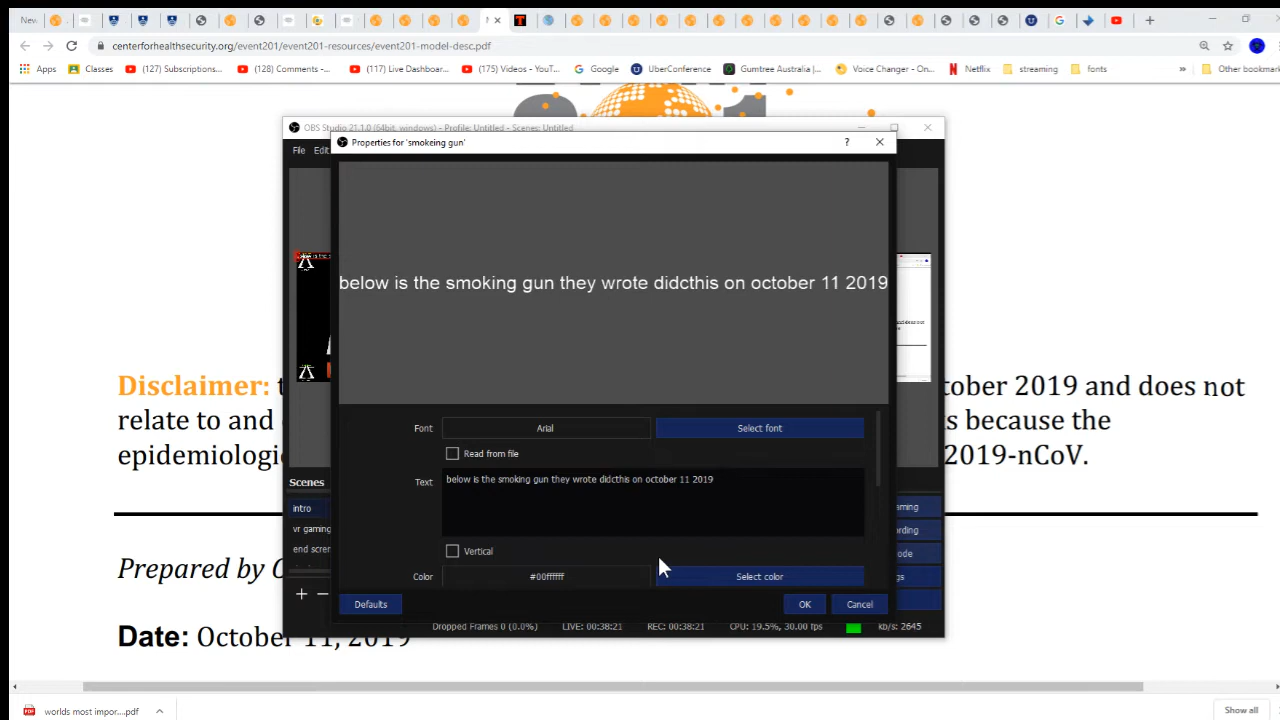 New
centerforhealthsecurity.org/event201/event201-resources/event201-model-desc.pdf
Apps
Classes
(127) Subscriptions...
(128) Comments -...
(117) Live Dashboar...
(175) Videos - YouT...
Google
UberConference
Gumtree Australia |...
Voice Changer - On...
Netflix
streaming
fonts
»
Other bookmark
OBS Studio 21.1.0 (64bit, windows) - Profile: Untitled - Scenes: Untitled
Properties for 'smokeing gun'
?
File
Edit
below is the smoking gun they wrote didcthis on october 11 2019
Disclaimer:
tober 2019 and does not
relate to and
s because the
epidemiologi
2019-nCoV.
Font
Arial
Select font
Read from file
Text
below is the smoking gun they wrote didcthis on october 11 2019
Vertical
Color
#00ffffff
Select color
Defaults
OK
Cancel
Scenes
intro
vr gaming
end scren
Prepared by
Dropped Frames 0 (0.0%)
LIVE: 00:38:21
REC: 00:38:21
CPU: 19.5%, 30.00 fps
kb/s: 2645
Date: October 11, 2019
worlds most impor....pdf
Show all